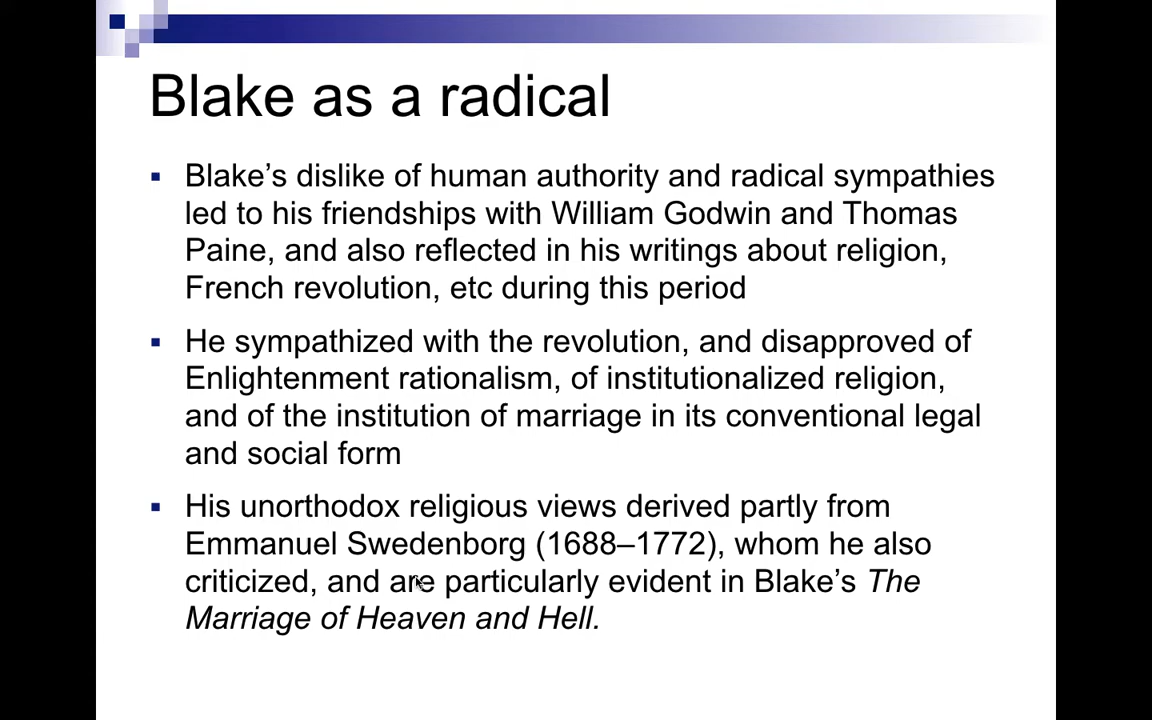 Blake as a radical
▪ Blake’s dislike of human authority and radical sympathies
led to his friendships with William Godwin and Thomas
Paine, and also reflected in his writings about religion,
French revolution, etc during this period
▪ He sympathized with the revolution, and disapproved of
Enlightenment rationalism, of institutionalized religion,
and of the institution of marriage in its conventional legal
and social form
▪ His unorthodox religious views derived partly from
Emmanuel Swedenborg (1688–1772), whom he also
criticized, and are particularly evident in Blake’s The
Marriage of Heaven and Hell.